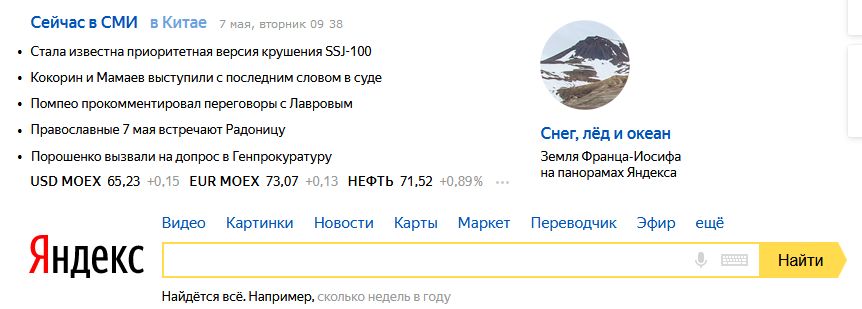 Сейчас в СМИ в Китае 7 мая, вторник 09 38
Стала известна приоритетная версия крушения SSJ-100
Кокорин и Мамаев выступили с последним словом в суде
Помпео прокомментировал переговоры с Лавровым
Православные 7 мая встречают Радоницу
Порошенко вызвали на допрос в Генпрокуратуру
USD MOEX 65,23 +0,15 EUR MOEX 73,07 +0,13 НЕФТЬ 71,52 +0,89% ···
Снег, лёд и океан
Земля Франца-Иосифа
на панорамах Яндекса
Видео Картинки Новости Карты Маркет Переводчик Эфир ещё
Яндекс
Найти
Найдётся всё. Например, сколько недель в году